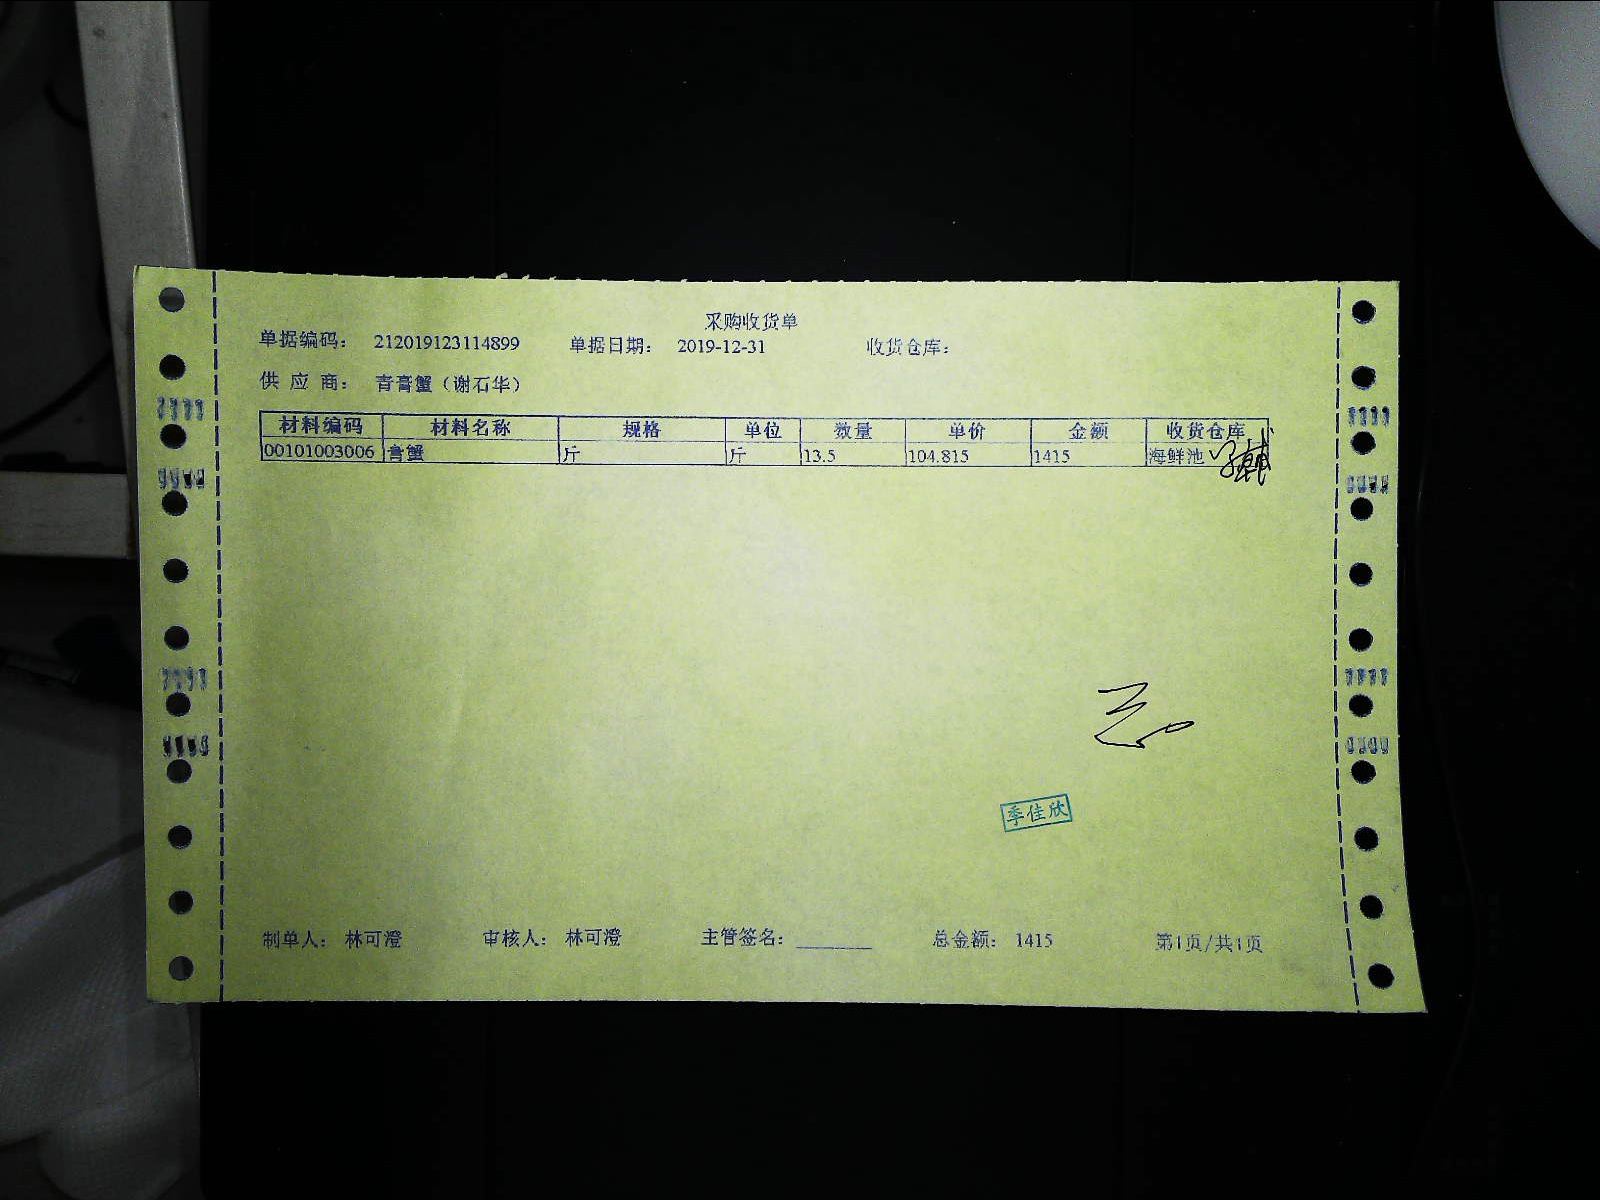 采购收货单
单据编码： 212019123114899 单据日期： 2019-12-31 收货仓库：
供 应 商： 青膏蟹（谢石华）
材料编码 材料名称 规格 单位 数量 单价 金额 收货仓库
00101003006 青蟹 斤 斤 13.5 104.815 1415 海鲜池
季佳欣
制单人： 林可澄 审核人： 林可澄 主管签名：________ 总金额： 1415 第1页/共1页